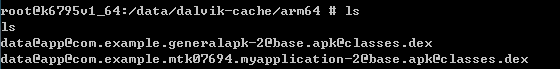 root@k6795v1_64:/data/dalvik-cache/arm64 # ls
ls
data@app@com.example.generalapk-2@base.apk@classes.dex
data@app@com.example.mtk07694.myapplication-2@base.apk@classes.dex